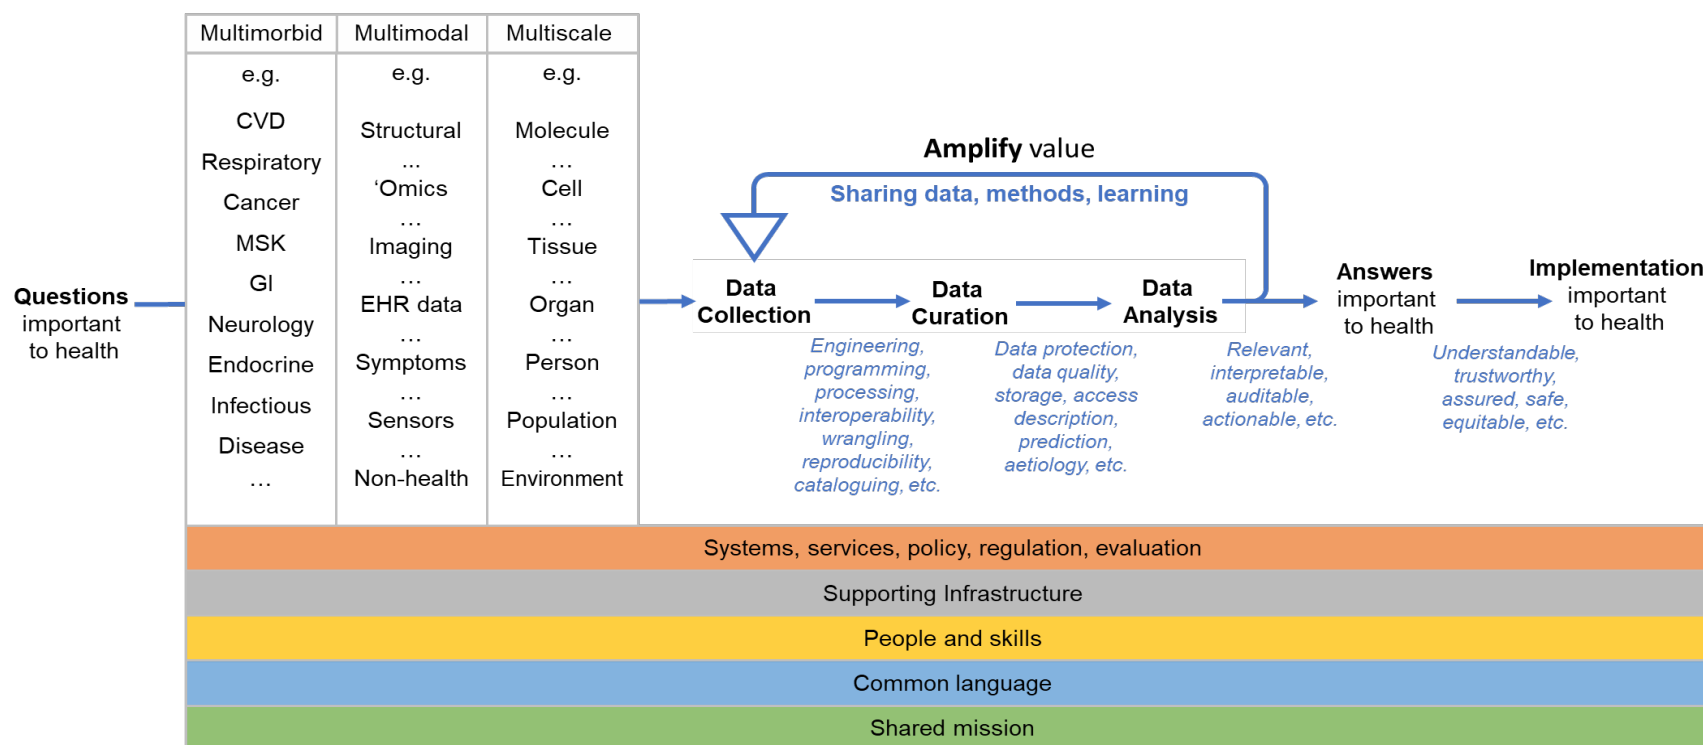 Questions
important
to health
Multimorbid
e.g.
CVD
Respiratory
Cancer
MSK
GI
Neurology
Endocrine
Infectious
Disease
…
Multimodal
e.g.
Structural
...
‘Omics
…
Imaging
…
EHR data
…
Symptoms
…
Sensors
…
Non-health
Multiscale
e.g.
Molecule
…
Cell
…
Tissue
…
Organ
…
Person
…
Population
…
Environment
Amplify value
Sharing data, methods, learning
Data
Collection
Engineering,
programming,
processing,
interoperability,
wrangling,
reproducibility,
cataloguing, etc.
Data
Curation
Data protection,
data quality,
storage, access
description,
prediction,
aetiology, etc.
Data
Analysis
Relevant,
interpretable,
auditable,
actionable, etc.
Answers
important
to health
Understandable,
trustworthy,
assured, safe,
equitable, etc.
Implementation
important
to health
Systems, services, policy, regulation, evaluation
Supporting Infrastructure
People and skills
Common language
Shared mission